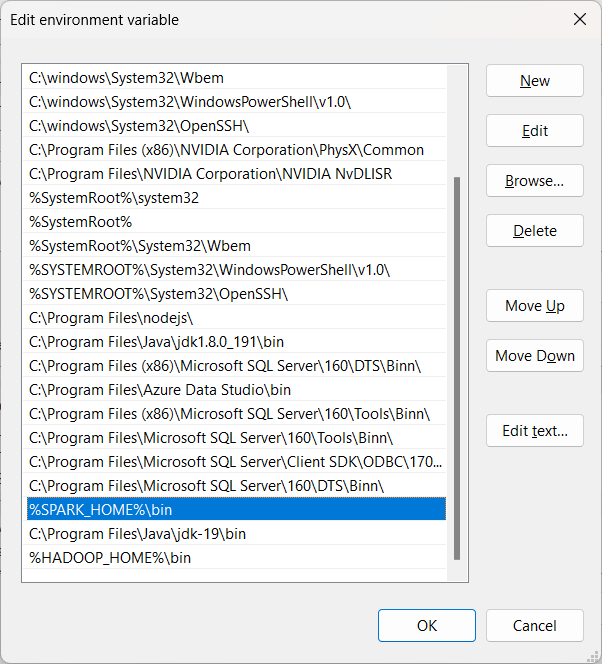 Edit environment variable
C:\windows\System32\Wbem
C:\windows\System32\WindowsPowerShell\v1.0\
C:\windows\System32\OpenSSH\
C:\Program Files (x86)\NVIDIA Corporation\PhysX\Common
C:\Program Files\NVIDIA Corporation\NVIDIA NvDLISR
%SystemRoot%\system32
%SystemRoot%
%SystemRoot%\System32\Wbem
%SYSTEMROOT%\System32\WindowsPowerShell\v1.0\
%SYSTEMROOT%\System32\OpenSSH\
C:\Program Files\nodejs\
C:\Program Files\Java\jdk1.8.0_191\bin
C:\Program Files (x86)\Microsoft SQL Server\160\DTS\Binn\
C:\Program Files\Azure Data Studio\bin
C:\Program Files (x86)\Microsoft SQL Server\160\Tools\Binn\
C:\Program Files\Microsoft SQL Server\160\Tools\Binn\
C:\Program Files\Microsoft SQL Server\Client SDK\ODBC\170...
C:\Program Files\Microsoft SQL Server\160\DTS\Binn\
%SPARK_HOME%\bin
C:\Program Files\Java\jdk-19\bin
%HADOOP_HOME%\bin
New
Edit
Browse...
Delete
Move Up
Move Down
Edit text...
OK
Cancel